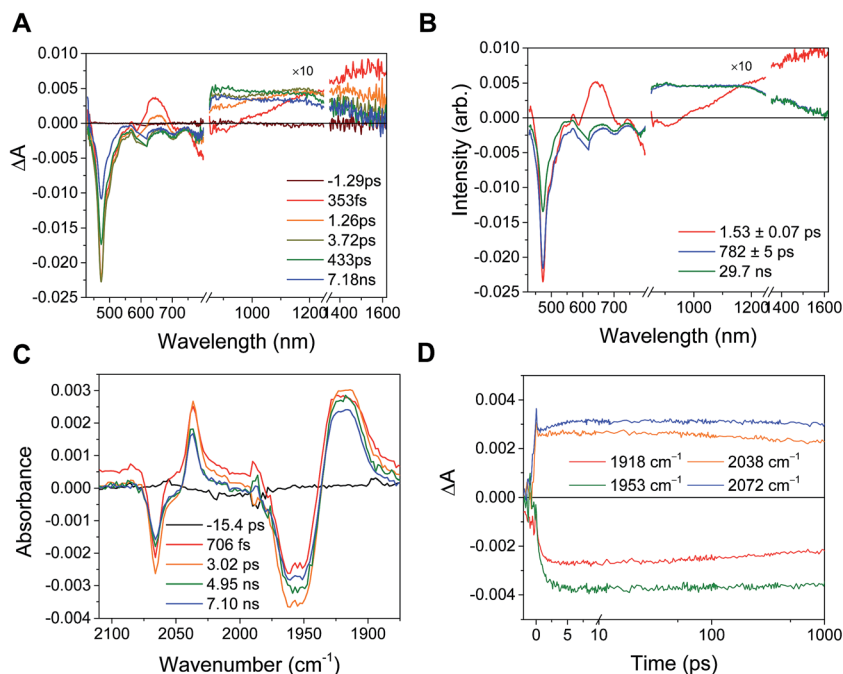 A
0.010
0.005
0.000
-0.005
-0.010
-0.015
-0.020
-0.025
ΔA
×10
-1.29ps
353fs
1.26ps
3.72ps
433ps
7.18ns
500 600 700 1000 1200 1400 1600
Wavelength (nm)
B
0.010
0.005
0.000
-0.005
-0.010
-0.015
-0.020
-0.025
Intensity (arb.)
×10
1.53 ± 0.07 ps
782 ± 5 ps
29.7 ns
500 600 700 1000 1200 1400 1600
Wavelength (nm)
C
0.003
0.002
0.001
0.000
-0.001
-0.002
-0.003
-0.004
Absorbance
-15.4 ps
706 fs
3.02 ps
4.95 ns
7.10 ns
2100 2050 2000 1950 1900
Wavenumber (cm⁻¹)
D
0.004
0.002
0.000
-0.002
-0.004
ΔA
1918 cm⁻¹ 2038 cm⁻¹
1953 cm⁻¹ 2072 cm⁻¹
0 5 10 100 1000
Time (ps)